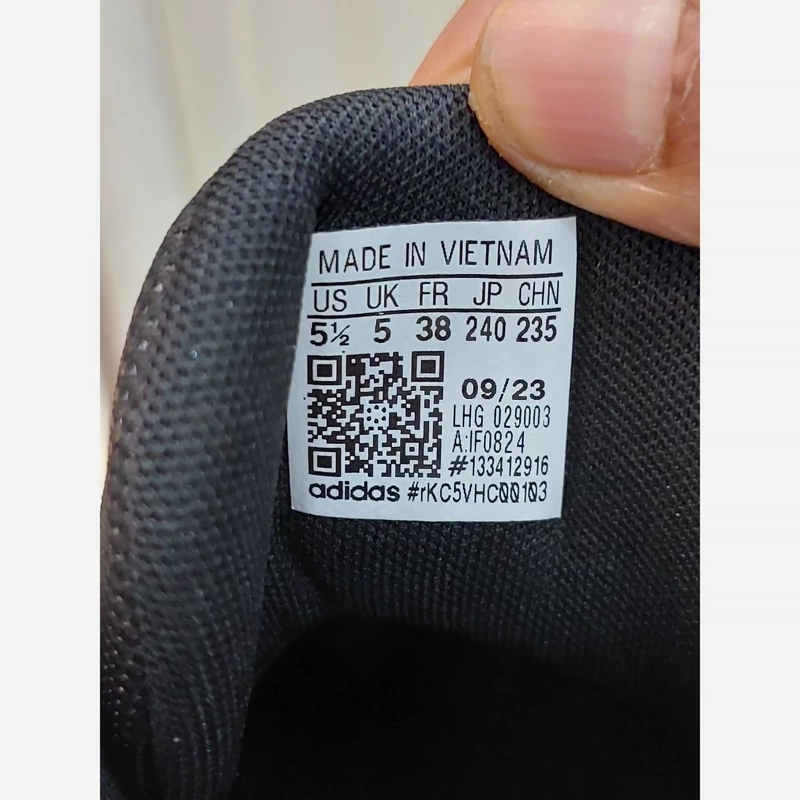 MADE IN VIETNAM
US UK FR JP CHN
5½ 5 38 240 235
09/23
LHG 029003
A:IF0824
#133412916
adidas #rKC5VHC00103